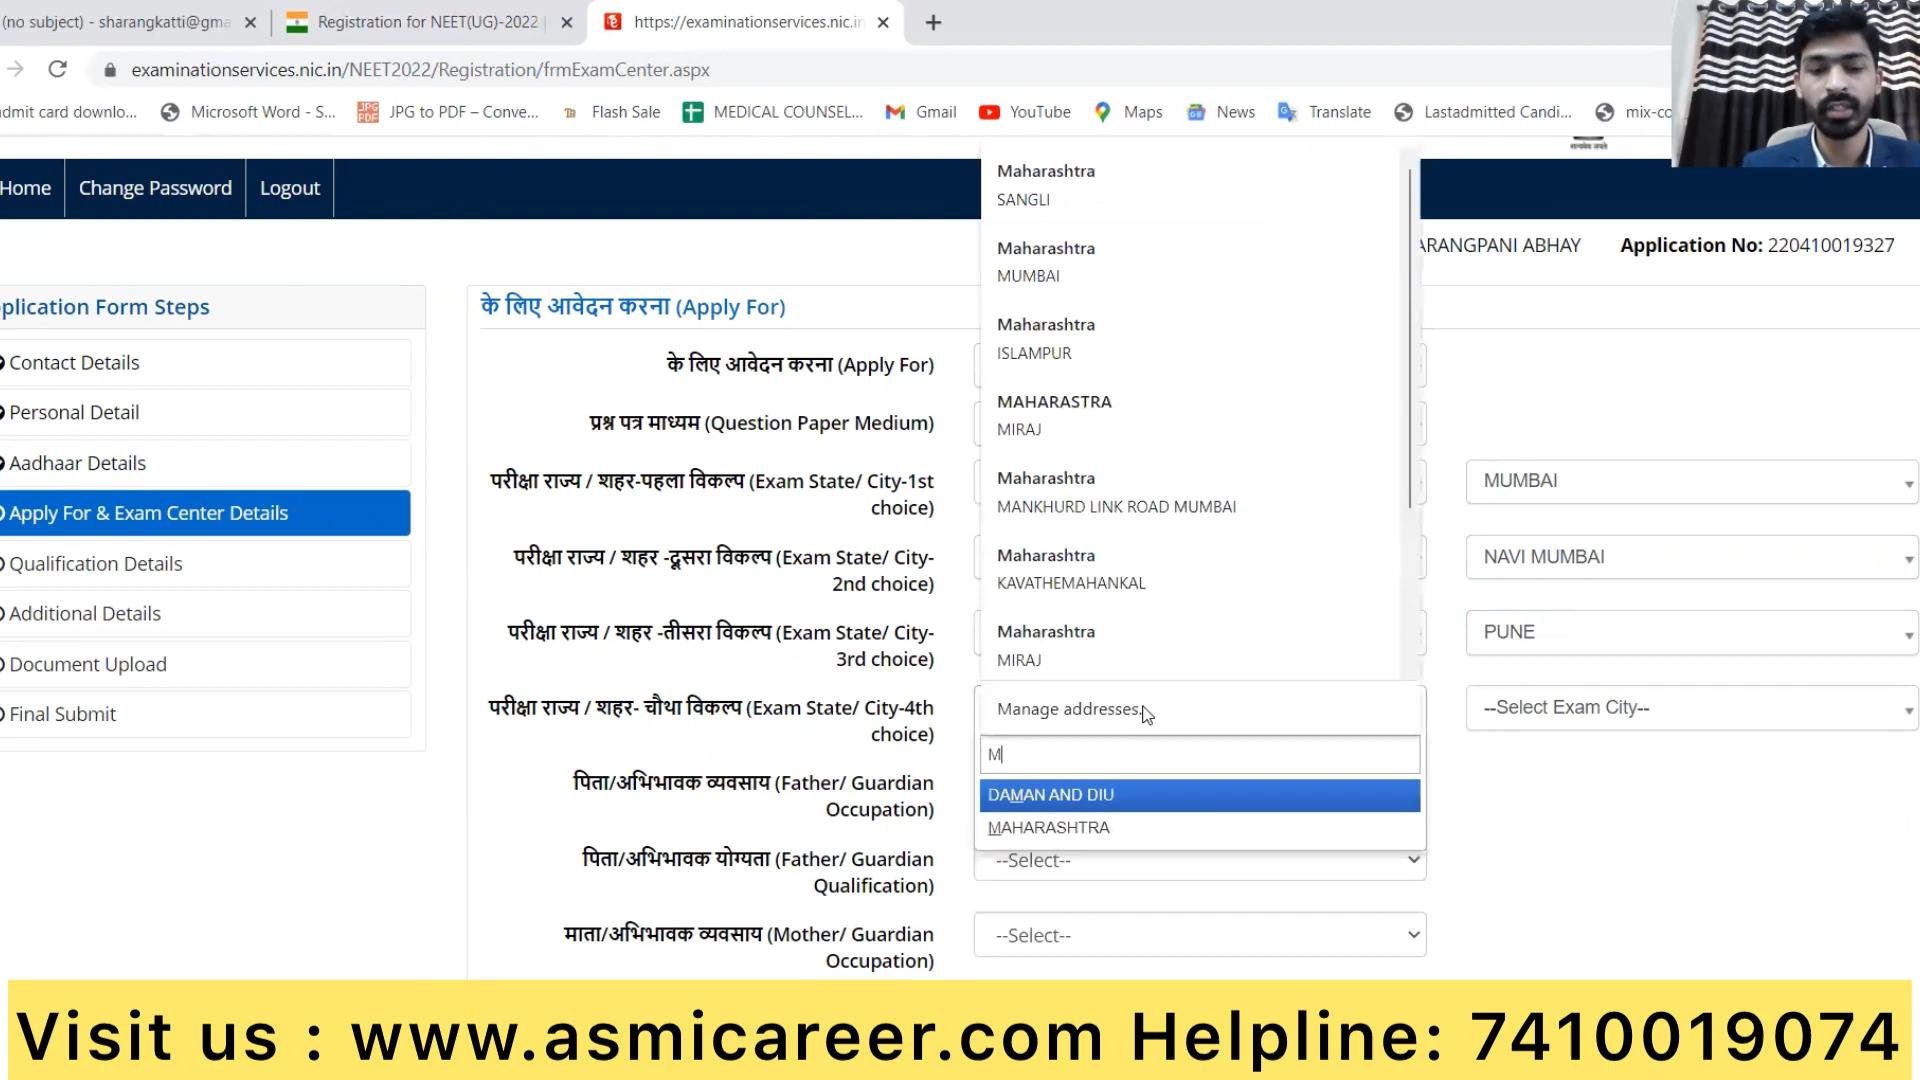 (no subject) - sharangkatti@gma
Registration for NEET(UG)-2022
https://examinationservices.nic.in
examinationservices.nic.in/NEET2022/Registration/frmExamCenter.aspx
dmit card downlo...
Microsoft Word - S...
JPG to PDF – Conve...
Flash Sale
MEDICAL COUNSEL...
Gmail
YouTube
Maps
News
Translate
Lastadmitted Candi...
mix-co
सत्यमेव जयते
Home
Change Password
Logout
ARANGPANI ABHAY
Application No: 220410019327
plication Form Steps
Contact Details
Personal Detail
Aadhaar Details
Apply For & Exam Center Details
Qualification Details
Additional Details
Document Upload
Final Submit
के लिए आवेदन करना (Apply For)
के लिए आवेदन करना (Apply For)
प्रश्न पत्र माध्यम (Question Paper Medium)
परीक्षा राज्य / शहर-पहला विकल्प (Exam State/ City-1st
choice)
MUMBAI
परीक्षा राज्य / शहर -दूसरा विकल्प (Exam State/ City-
2nd choice)
NAVI MUMBAI
परीक्षा राज्य / शहर -तीसरा विकल्प (Exam State/ City-
3rd choice)
PUNE
परीक्षा राज्य / शहर- चौथा विकल्प (Exam State/ City-4th
choice)
--Select Exam City--
पिता/अभिभावक व्यवसाय (Father/ Guardian
Occupation)
पिता/अभिभावक योग्यता (Father/ Guardian
Qualification)
--Select--
माता/अभिभावक व्यवसाय (Mother/ Guardian
Occupation)
--Select--
Maharashtra
SANGLI
Maharashtra
MUMBAI
Maharashtra
ISLAMPUR
MAHARASTRA
MIRAJ
Maharashtra
MANKHURD LINK ROAD MUMBAI
Maharashtra
KAVATHEMAHANKAL
Maharashtra
MIRAJ
Manage addresses...
M
DAMAN AND DIU
MAHARASHTRA
Visit us : www.asmicareer.com Helpline: 7410019074